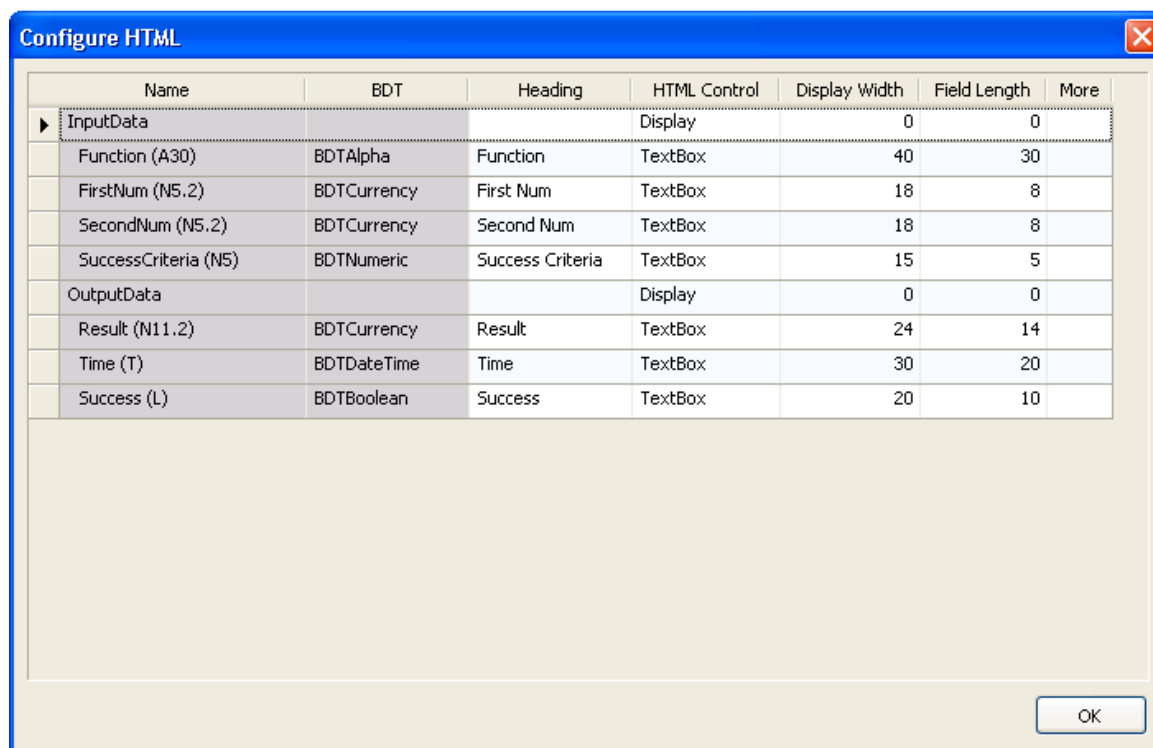 Configure HTML
Name BDT Heading HTML Control Display Width Field Length More
InputData Display 0 0
Function (A30) BDTAlpha Function TextBox 40 30
FirstNum (N5.2) BDTCurrency First Num TextBox 18 8
SecondNum (N5.2) BDTCurrency Second Num TextBox 18 8
SuccessCriteria (N5) BDTNumeric Success Criteria TextBox 15 5
OutputData Display 0 0
Result (N11.2) BDTCurrency Result TextBox 24 14
Time (T) BDTDateTime Time TextBox 30 20
Success (L) BDTBoolean Success TextBox 20 10
OK